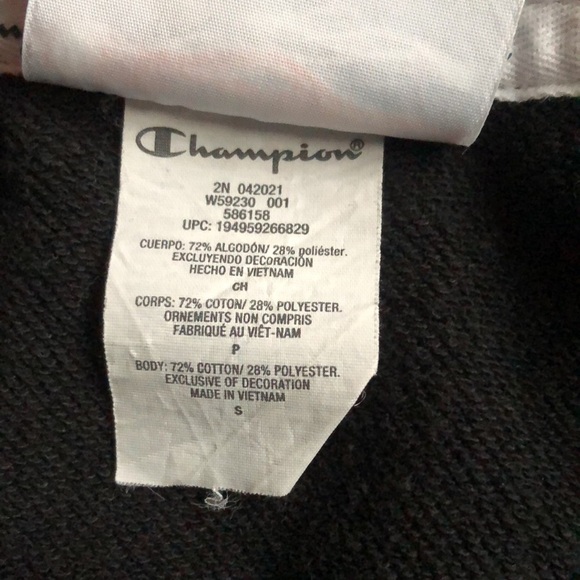 Champion®
2N 042021
W59230 001
586158
UPC: 194959266829
CUERPO: 72% ALGODÓN/ 28% poliéster.
EXCLUYENDO DECORACIÓN
HECHO EN VIETNAM
CH
CORPS: 72% COTON/ 28% POLYESTER.
ORNEMENTS NON COMPRIS
FABRIQUÉ AU VIÊT-NAM
P
BODY: 72% COTTON/ 28% POLYESTER.
EXCLUSIVE OF DECORATION
MADE IN VIETNAM
S